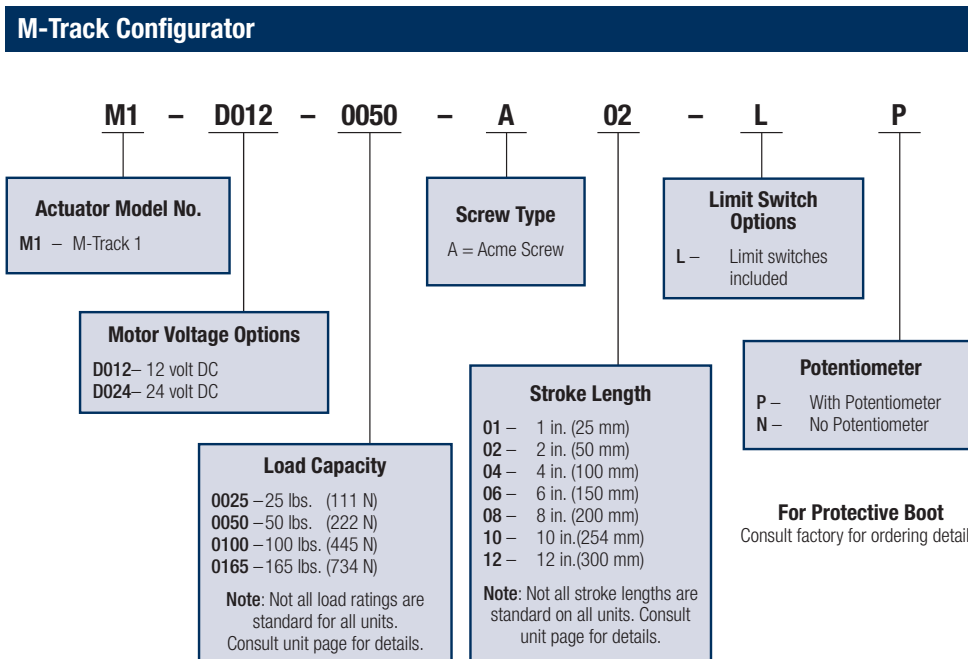 M-Track Configurator
M1 – D012 – 0050 – A 02 – L P
Actuator Model No.
M1 – M-Track 1
Motor Voltage Options
D012– 12 volt DC
D024– 24 volt DC
Load Capacity
0025 –25 lbs. (111 N)
0050 –50 lbs. (222 N)
0100 –100 lbs. (445 N)
0165 –165 lbs. (734 N)
Note: Not all load ratings are
standard for all units.
Consult unit page for details.
Screw Type
A = Acme Screw
Stroke Length
01 – 1 in. (25 mm)
02 – 2 in. (50 mm)
04 – 4 in. (100 mm)
06 – 6 in. (150 mm)
08 – 8 in. (200 mm)
10 – 10 in.(254 mm)
12 – 12 in.(300 mm)
Note: Not all stroke lengths are
standard on all units. Consult
unit page for details.
Limit Switch
Options
L – Limit switches
included
Potentiometer
P – With Potentiometer
N – No Potentiometer
For Protective Boot
Consult factory for ordering detail